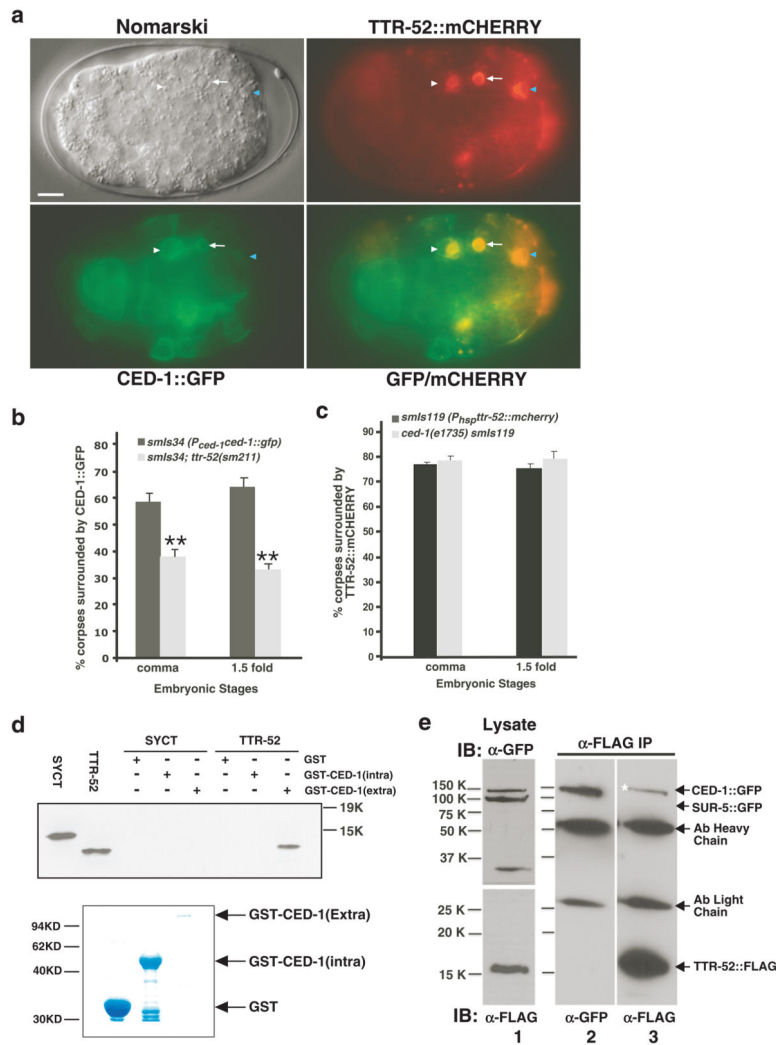 a
Nomarski
TTR-52::mCHERRY
CED-1::GFP
GFP/mCHERRY
b
smIs34 (Pced-1ced-1::gfp)
smIs34; ttr-52(sm211)
% corpses surrounded by CED-1::GFP
80
70
60
50
40
30
20
10
0
**
**
comma
1.5 fold
Embryonic Stages
c
smIs119 (Phspttr-52::mcherry)
ced-1(e1735) smIs119
% corpses surrounded by
TTR-52::mCHERRY
90
80
70
60
50
40
30
20
10
0
comma
1.5 fold
Embryonic Stages
d
SYCT
TTR-52
SYCT
TTR-52
+ + GST
+ + GST-CED-1(intra)
+ + GST-CED-1(extra)
19K
15K
94KD
62KD
40KD
30KD
GST-CED-1(Extra)
GST-CED-1(intra)
GST
e
Lysate
IB: α-GFP
α-FLAG IP
150 K
100 K
75 K
50 K
37 K
25 K
25 K
20 K
15 K
*
CED-1::GFP
SUR-5::GFP
Ab Heavy
Chain
Ab Light
Chain
TTR-52::FLAG
IB: α-FLAG α-GFP α-FLAG
1 2 3